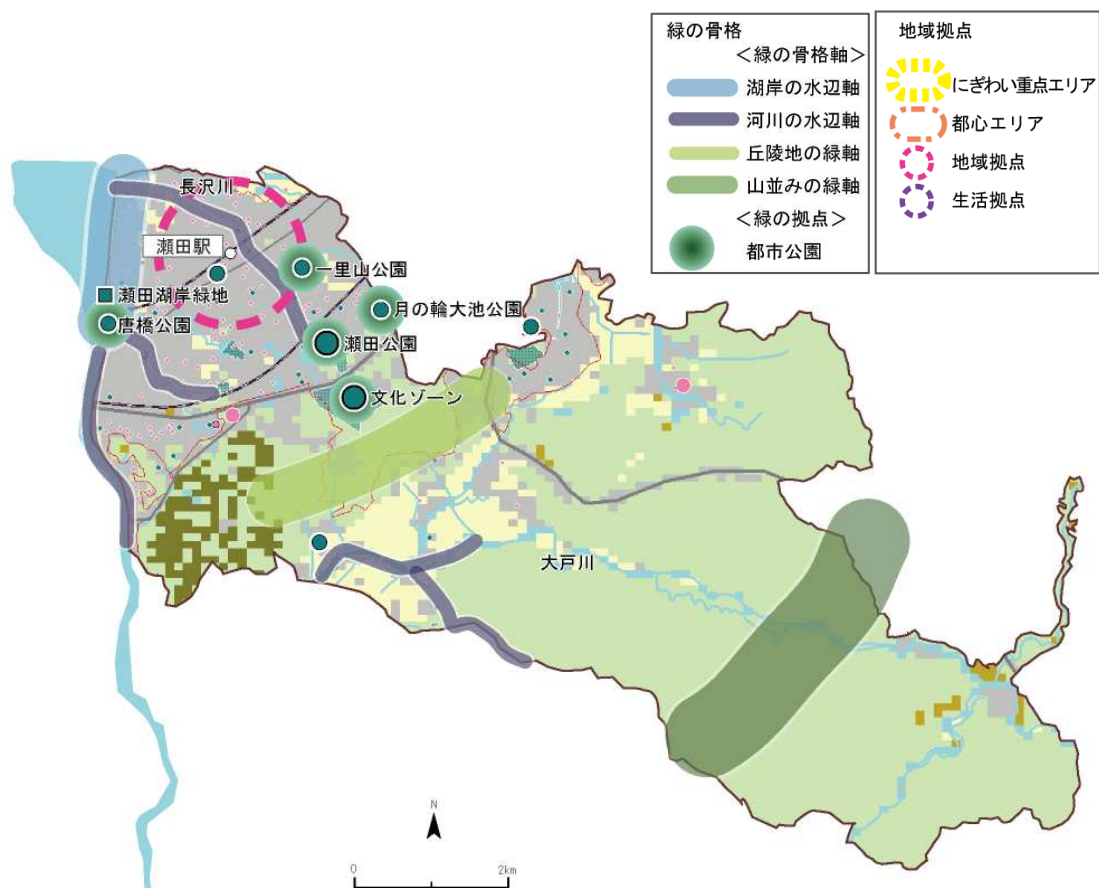 緑の骨格
＜緑の骨格軸＞
湖岸の水辺軸
河川の水辺軸
丘陵地の緑軸
山並みの緑軸
＜緑の拠点＞
都市公園
地域拠点
にぎわい重点エリア
都心エリア
地域拠点
生活拠点
長沢川
瀬田駅
一里山公園
瀬田湖岸緑地
月の輪大池公園
唐橋公園
瀬田公園
文化ゾーン
大戸川
N
0 2km